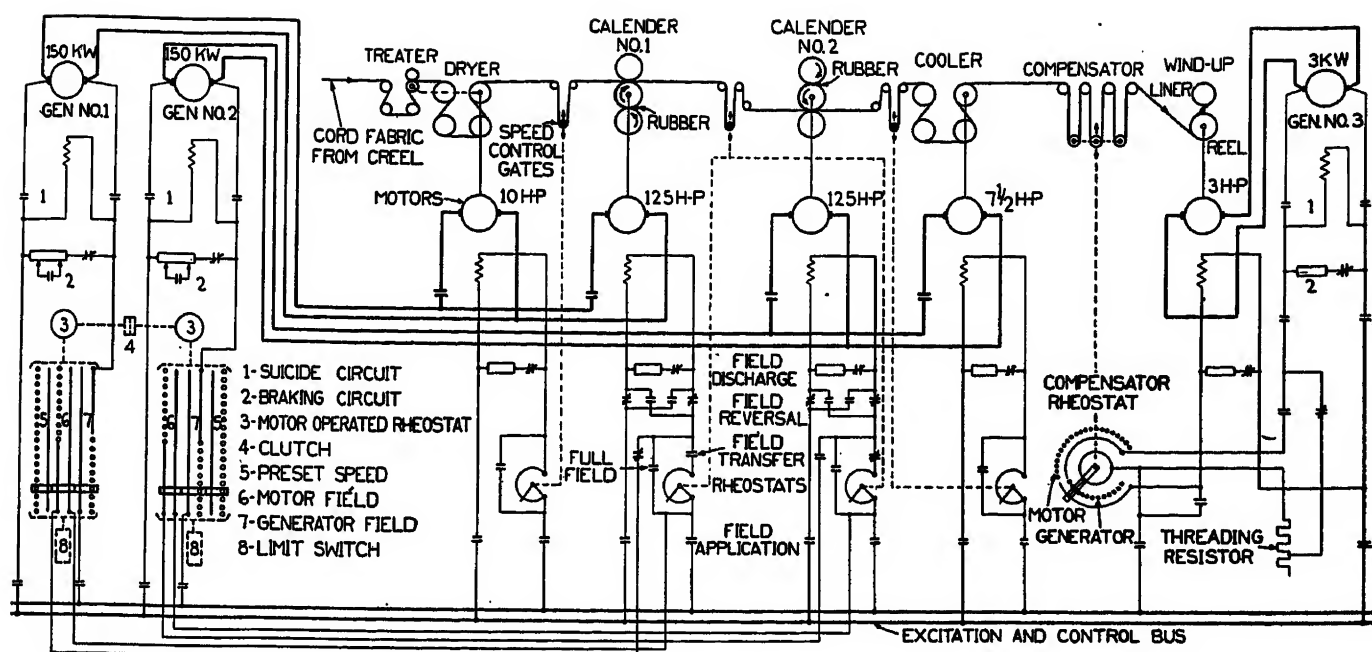 150 KW
GEN NO.1
150 KW
GEN NO.2
TREATER
DRYER
CORD FABRIC
FROM CREEL
SPEED
CONTROL
GATES
CALENDER
NO.1
RUBBER
CALENDER
NO.2
RUBBER
COOLER
COMPENSATOR
WIND-UP
LINER
REEL
3KW
GEN NO.3
MOTORS
10 H-P
125 H-P
125 H-P
7½ H-P
3 H-P
1
1
1
2
2
2
3
3
4
5
6
7
6
7
5
8
8
1-SUICIDE CIRCUIT
2-BRAKING CIRCUIT
3-MOTOR OPERATED RHEOSTAT
4-CLUTCH
5-PRESET SPEED
6-MOTOR FIELD
7-GENERATOR FIELD
8-LIMIT SWITCH
FIELD
DISCHARGE
FIELD
REVERSAL
FULL
FIELD
FIELD
TRANSFER
RHEOSTATS
FIELD
APPLICATION
COMPENSATOR
RHEOSTAT
MOTOR
GENERATOR
THREADING
RESISTOR
EXCITATION AND CONTROL BUS